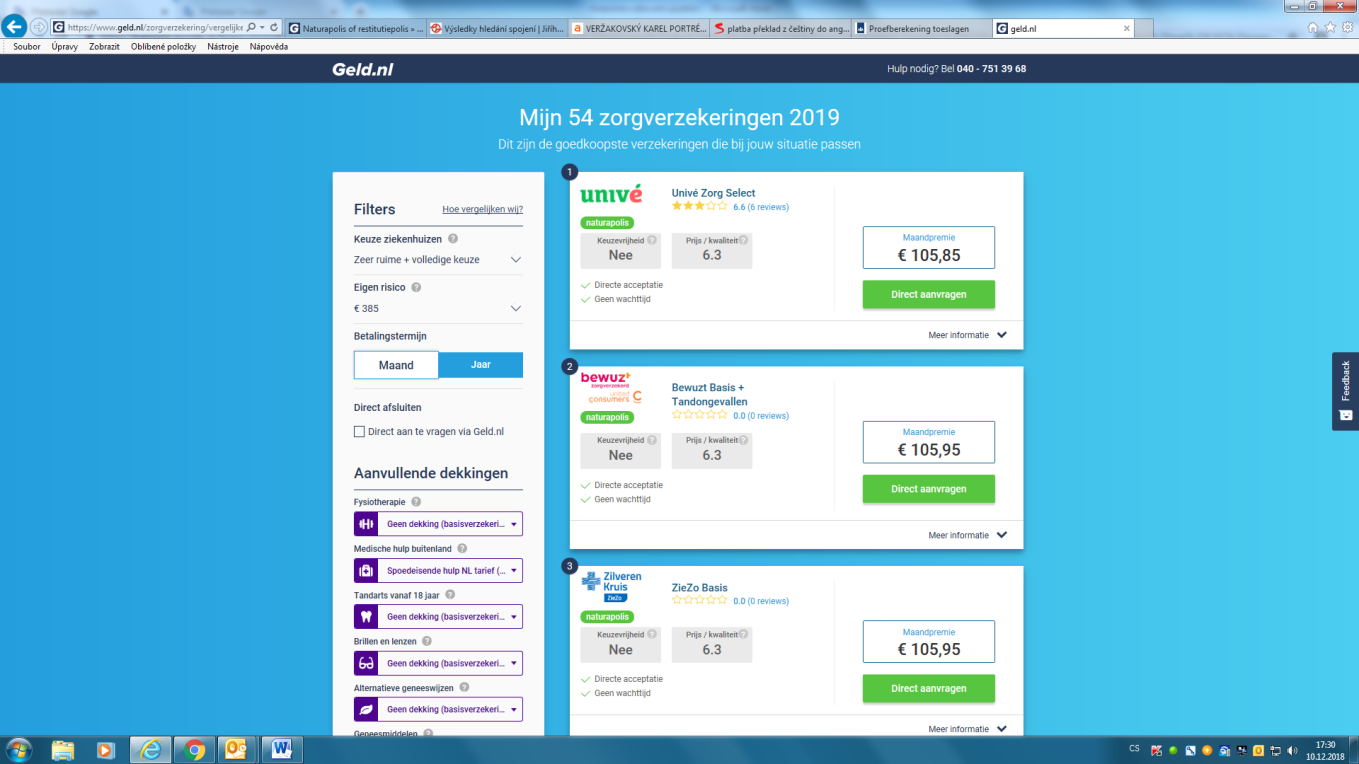 https://www.geld.nl/zorgverzekering/vergelijke
Naturapolis of restitutiepolis » ...
Výsledky hledání spojení | Jiříh...
VERŽAKOVSKÝ KAREL PORTRÉ...
platba překlad z češtiny do ang...
Proefberekening toeslagen
geld.nl
Soubor Úpravy Zobrazit Oblíbené položky Nástroje Nápověda
Geld.nl
Hulp nodig? Bel 040 - 751 39 68
Mijn 54 zorgverzekeringen 2019
Dit zijn de goedkoopste verzekeringen die bij jouw situatie passen
Filters
Hoe vergelijken wij?
Keuze ziekenhuizen ?
Zeer ruime + volledige keuze
Eigen risico ?
€ 385
Betalingstermijn
Maand Jaar
Direct afsluiten
Direct aan te vragen via Geld.nl
Aanvullende dekkingen
Fysiotherapie ?
Geen dekking (basisverzekeri...
Medische hulp buitenland ?
Spoedeisende hulp NL tarief (...
Tandarts vanaf 18 jaar ?
Geen dekking (basisverzekeri...
Brillen en lenzen ?
Geen dekking (basisverzekeri...
Alternatieve geneeswijzen ?
Geen dekking (basisverzekeri...
Geneesmiddelen ?
1
univé
naturapolis
Univé Zorg Select
6.6 (6 reviews)
Keuzevrijheid ?
Nee
Prijs / kwaliteit ?
6.3
Directe acceptatie
Geen wachttijd
Maandpremie
€ 105,85
Direct aanvragen
Meer informatie
2
bewuzt
zorgverzekerd
united
consumers
naturapolis
Bewuzt Basis +
Tandongevallen
0.0 (0 reviews)
Keuzevrijheid ?
Nee
Prijs / kwaliteit ?
6.3
Directe acceptatie
Geen wachttijd
Maandpremie
€ 105,95
Direct aanvragen
Meer informatie
3
Zilveren
Kruis
ZieZo
naturapolis
ZieZo Basis
0.0 (0 reviews)
Keuzevrijheid ?
Nee
Prijs / kwaliteit ?
6.3
Directe acceptatie
Geen wachttijd
Maandpremie
€ 105,95
Direct aanvragen
Meer informatie
Feedback
CS
17:30
10.12.2018